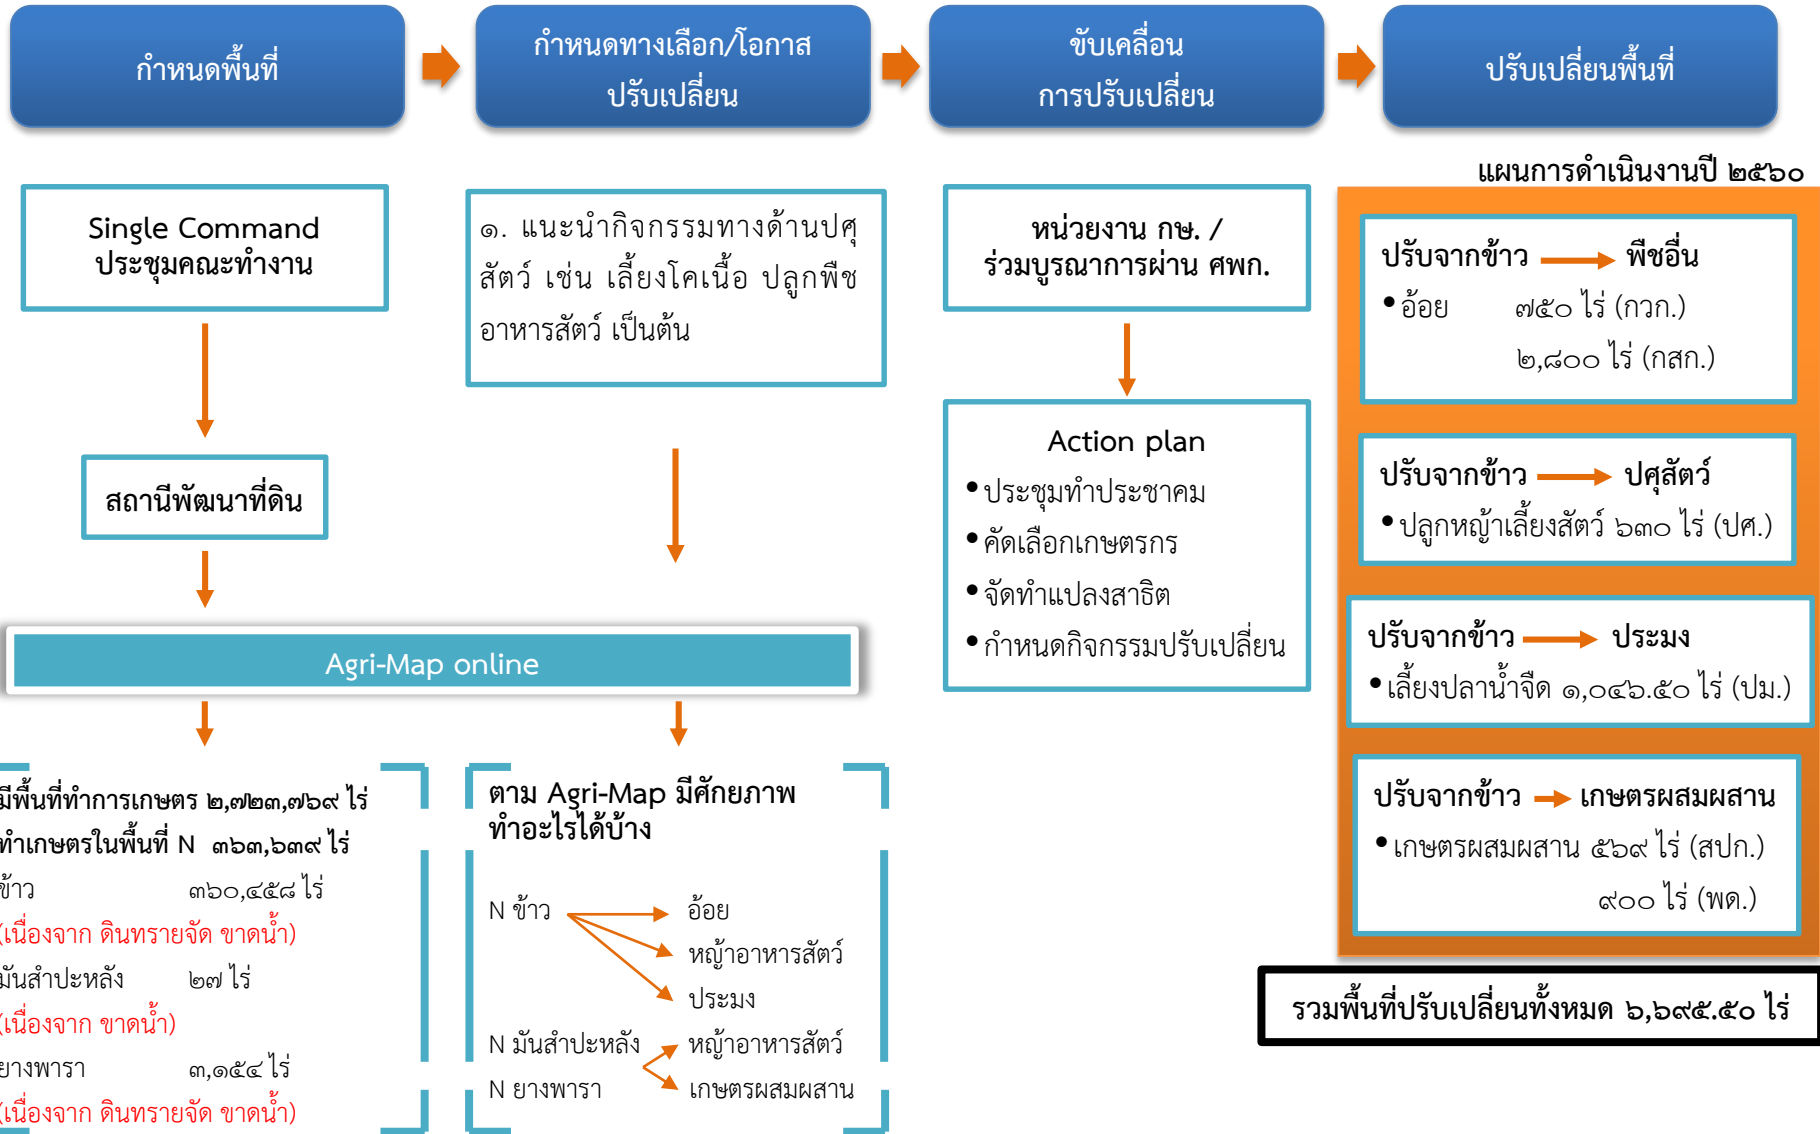 กำหนดพื้นที่
กำหนดทางเลือก/โอกาส
ปรับเปลี่ยน
ขับเคลื่อน
การปรับเปลี่ยน
ปรับเปลี่ยนพื้นที่
Single Command
ประชุมคณะทำงาน
สถานีพัฒนาที่ดิน
๑. แนะนำกิจกรรมทางด้านปศุ
สัตว์ เช่น เลี้ยงโคเนื้อ ปลูกพืช
อาหารสัตว์ เป็นต้น
Agri-Map online
มีพื้นที่ทำการเกษตร ๒,๗๒๓,๗๖๙ ไร่
ทำเกษตรในพื้นที่ N ๓๖๓,๖๓๙ ไร่
ข้าว ๓๖๐,๔๕๘ ไร่
(เนื่องจาก ดินทรายจัด ขาดน้ำ)
มันสำปะหลัง ๒๗ ไร่
(เนื่องจาก ขาดน้ำ)
ยางพารา ๓,๑๕๔ ไร่
(เนื่องจาก ดินทรายจัด ขาดน้ำ)
ตาม Agri-Map มีศักยภาพ
ทำอะไรได้บ้าง
N ข้าว อ้อย
หญ้าอาหารสัตว์
ประมง
N มันสำปะหลัง หญ้าอาหารสัตว์
N ยางพารา เกษตรผสมผสาน
หน่วยงาน กษ. /
ร่วมบูรณาการผ่าน ศพก.
Action plan
•ประชุมทำประชาคม
•คัดเลือกเกษตรกร
•จัดทำแปลงสาธิต
•กำหนดกิจกรรมปรับเปลี่ยน
แผนการดำเนินงานปี ๒๕๖๐
ปรับจากข้าว พืชอื่น
•อ้อย ๗๕๐ ไร่ (กวก.)
๒,๘๐๐ ไร่ (กสก.)
ปรับจากข้าว ปศุสัตว์
•ปลูกหญ้าเลี้ยงสัตว์ ๖๓๐ ไร่ (ปศ.)
ปรับจากข้าว ประมง
•เลี้ยงปลาน้ำจืด ๑,๐๔๖.๕๐ ไร่ (ปม.)
ปรับจากข้าว เกษตรผสมผสาน
•เกษตรผสมผสาน ๕๖๙ ไร่ (สปก.)
๙๐๐ ไร่ (พด.)
รวมพื้นที่ปรับเปลี่ยนทั้งหมด ๖,๖๙๕.๕๐ ไร่